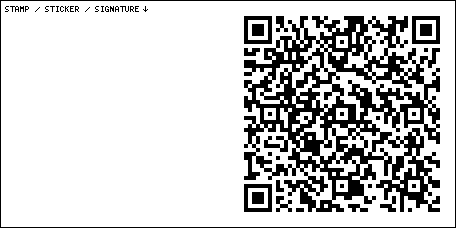 STAMP / STICKER / SIGNATURE ↓